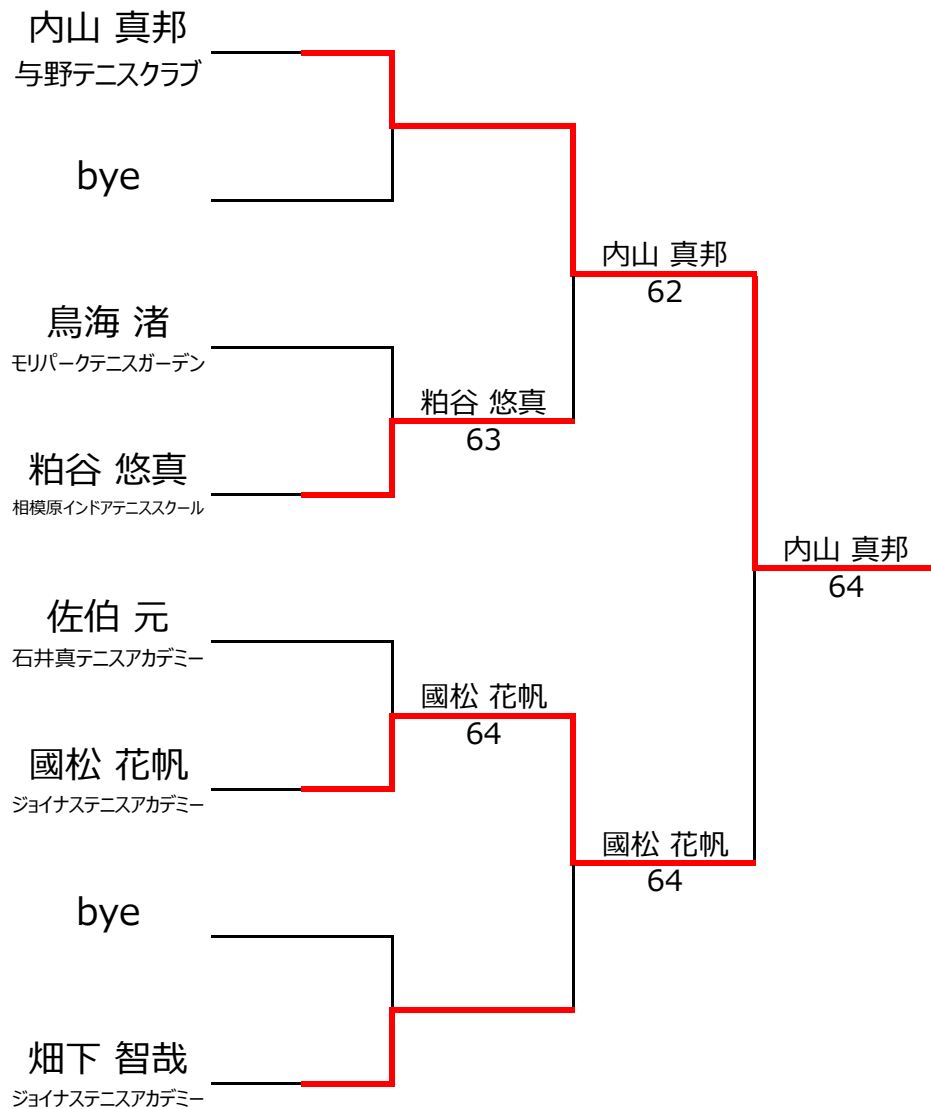 内山 真邦
与野テニスクラブ
bye
内山 真邦
62
鳥海 渚
モリパークテニスガーデン
粕谷 悠真
63
粕谷 悠真
相模原インドアテニススクール
内山 真邦
64
佐伯 元
石井真テニスアカデミー
國松 花帆
64
國松 花帆
ジョイナステニスアカデミー
國松 花帆
64
bye
畑下 智哉
ジョイナステニスアカデミー